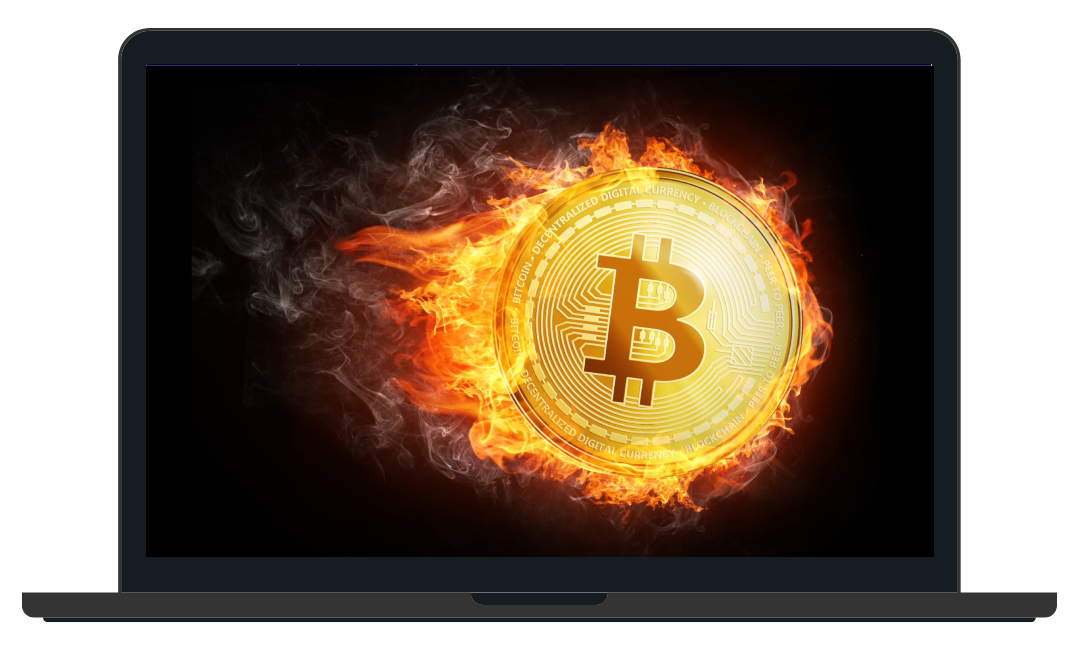 BITCOIN • DECENTRALIZED DIGITAL CURRENCY • BLOCKCHAIN • PEER TO PEER
BITCOIN • DECENTRALIZED DIGITAL CURRENCY • BLOCKCHAIN • PEER TO PEER